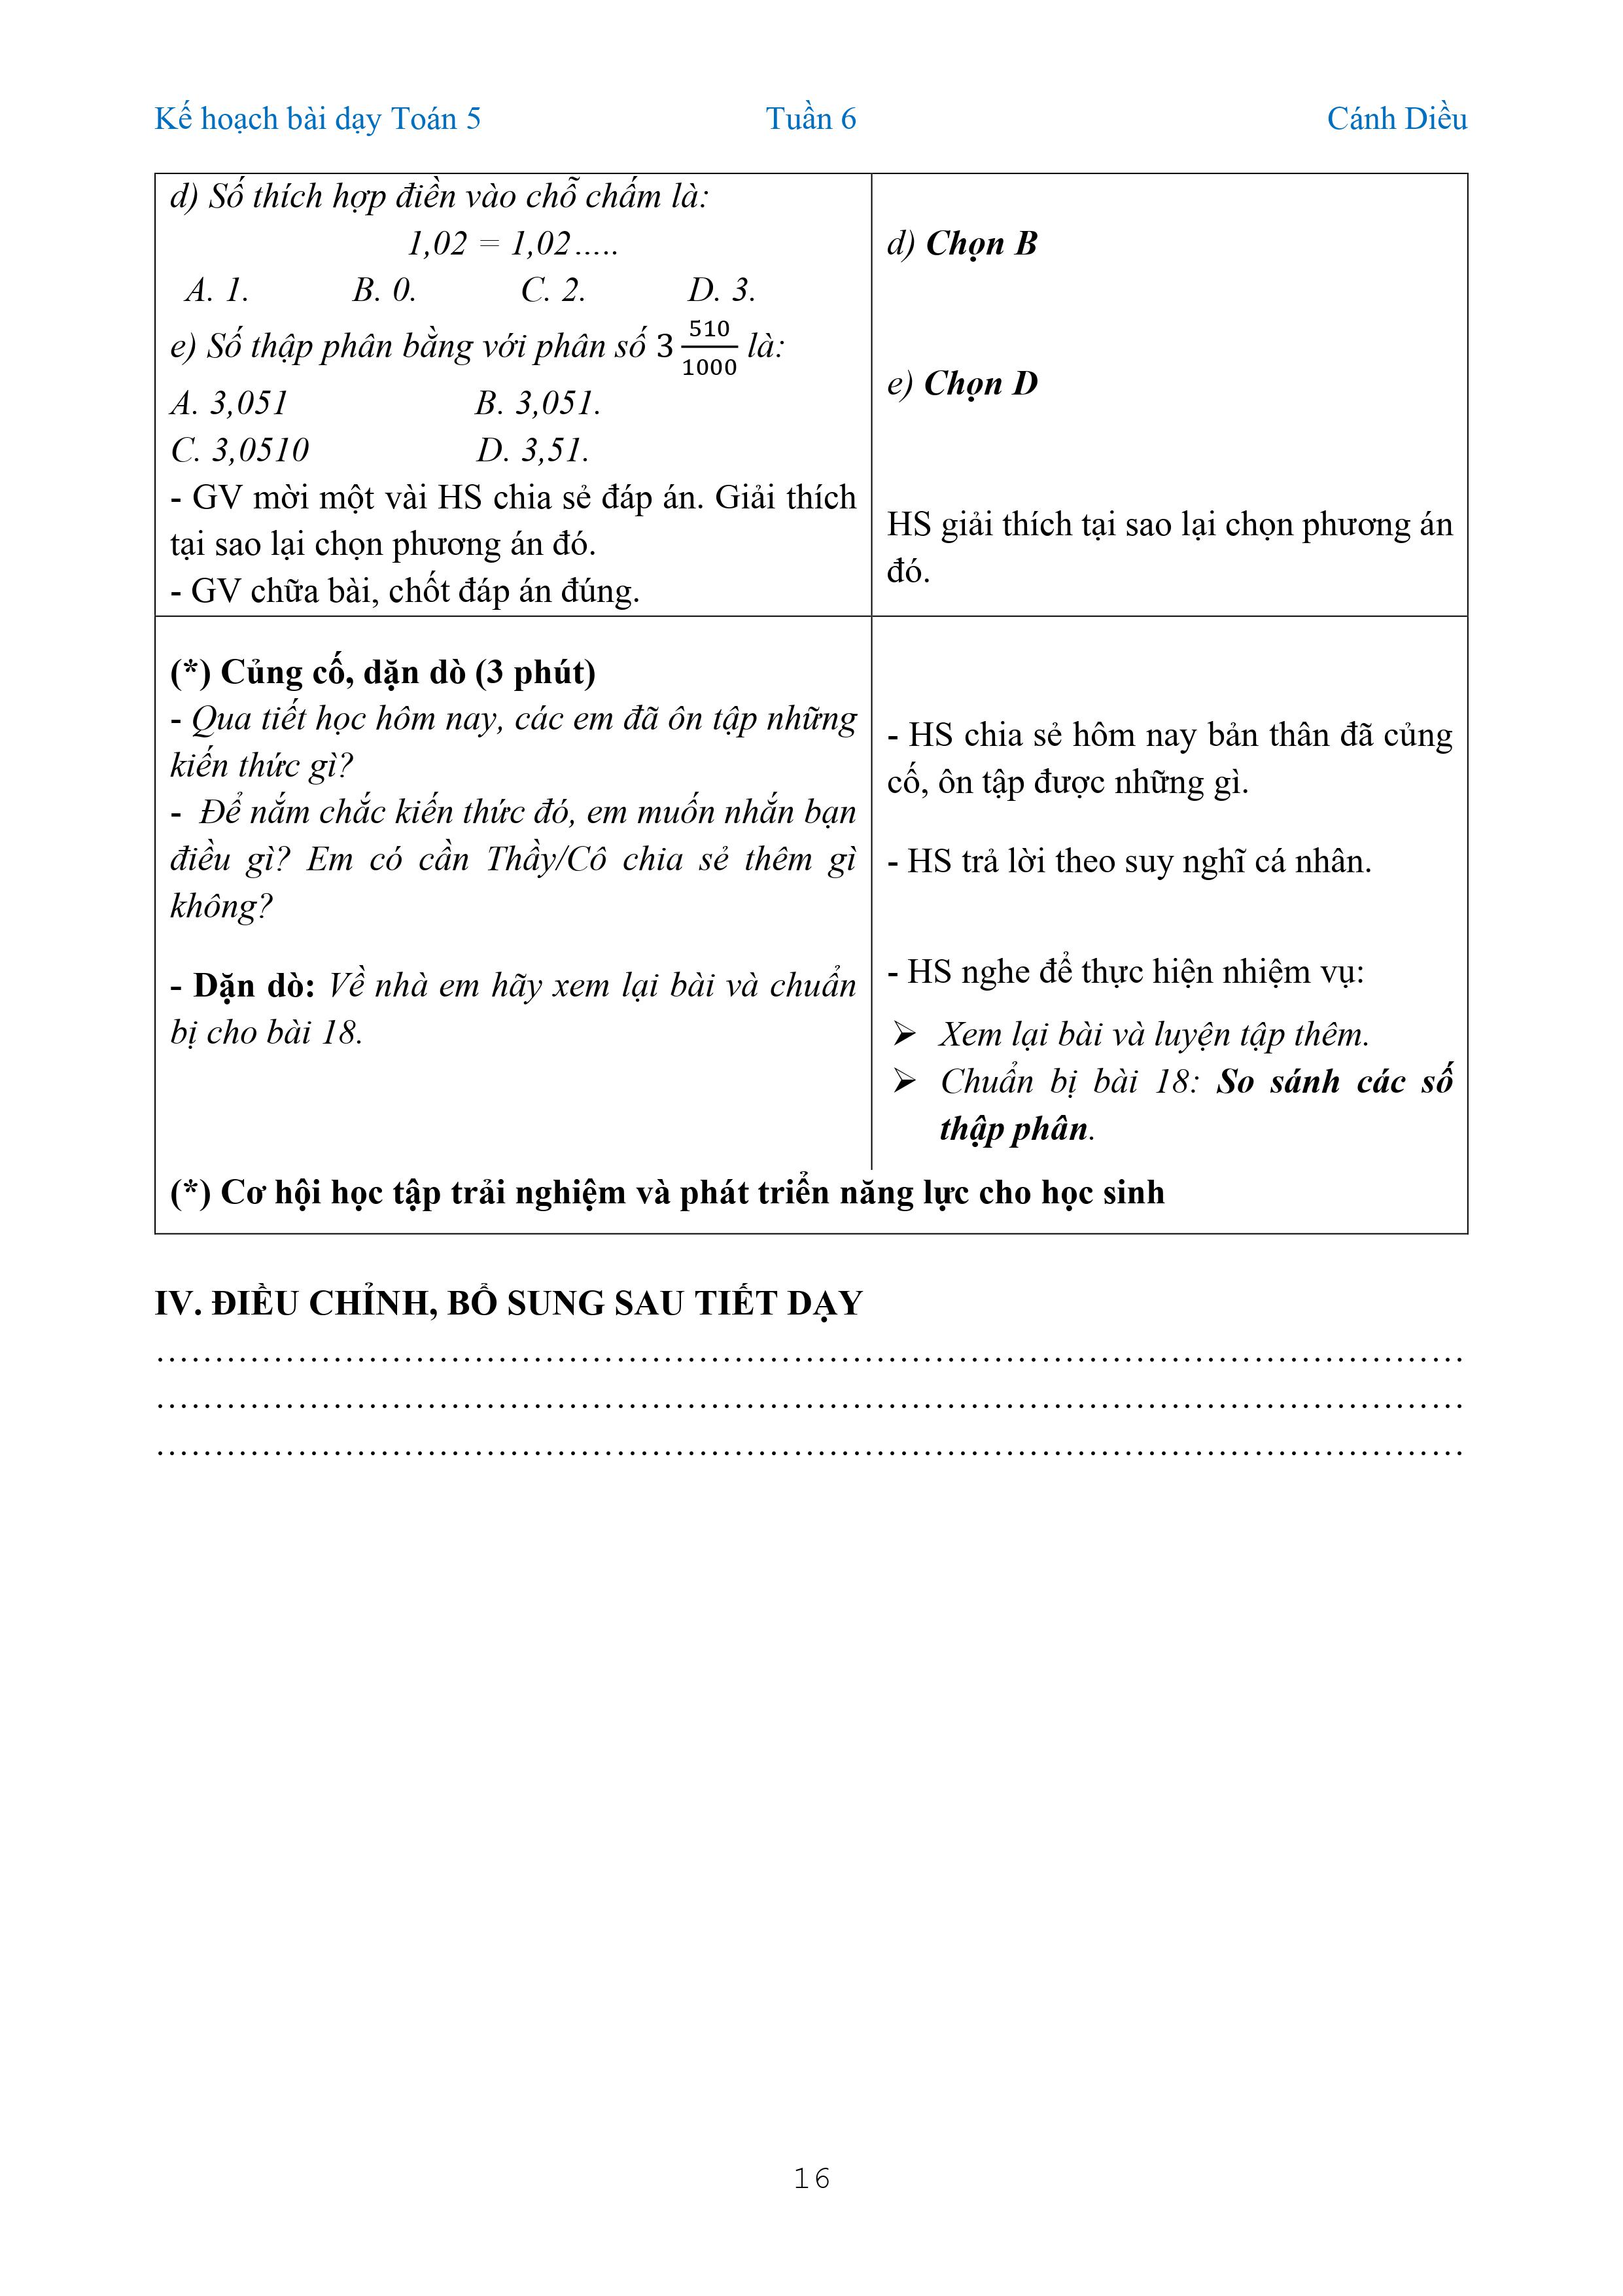 Kế hoạch bài dạy Toán 5 Tuần 6 Cánh Diều
d) Số thích hợp điền vào chỗ chấm là:
1,02 = 1,02…..
A. 1. B. 0. C. 2. D. 3.
e) Số thập phân bằng với phân số 3 510/1000 là:
A. 3,051 B. 3,051.
C. 3,0510 D. 3,51.
- GV mời một vài HS chia sẻ đáp án. Giải thích
tại sao lại chọn phương án đó.
- GV chữa bài, chốt đáp án đúng.
d) Chọn B
e) Chọn D
HS giải thích tại sao lại chọn phương án
đó.
(*) Củng cố, dặn dò (3 phút)
- Qua tiết học hôm nay, các em đã ôn tập những
kiến thức gì?
- Để nắm chắc kiến thức đó, em muốn nhắn bạn
điều gì? Em có cần Thầy/Cô chia sẻ thêm gì
không?
- Dặn dò: Về nhà em hãy xem lại bài và chuẩn
bị cho bài 18.
- HS chia sẻ hôm nay bản thân đã củng
cố, ôn tập được những gì.
- HS trả lời theo suy nghĩ cá nhân.
- HS nghe để thực hiện nhiệm vụ:
➢ Xem lại bài và luyện tập thêm.
➢ Chuẩn bị bài 18: So sánh các số
thập phân.
(*) Cơ hội học tập trải nghiệm và phát triển năng lực cho học sinh
IV. ĐIỀU CHỈNH, BỔ SUNG SAU TIẾT DẠY
……………………………………………………………………………………………………
……………………………………………………………………………………………………
……………………………………………………………………………………………………
16